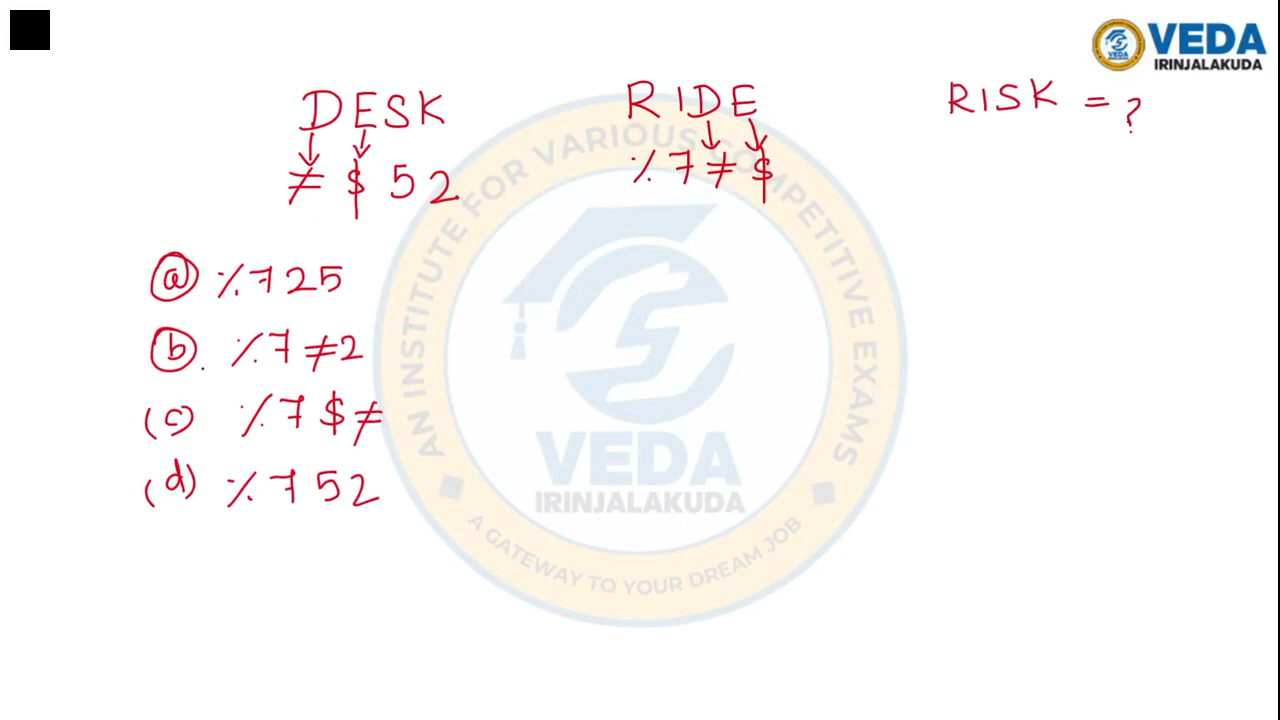 VEDA
IRINJALAKUDA
DESK RIDE RISK = ?
≠ $ 5 2 % 7 ≠ $
(a) % 7 2 5
(b) . % 7 ≠ 2
(c) % 7 $ ≠
(d) % 7 5 2
AN INSTITUTE FOR VARIOUS COMPETITIVE EXAMS
VEDA
IRINJALAKUDA
A GATEWAY TO YOUR DREAM JOB